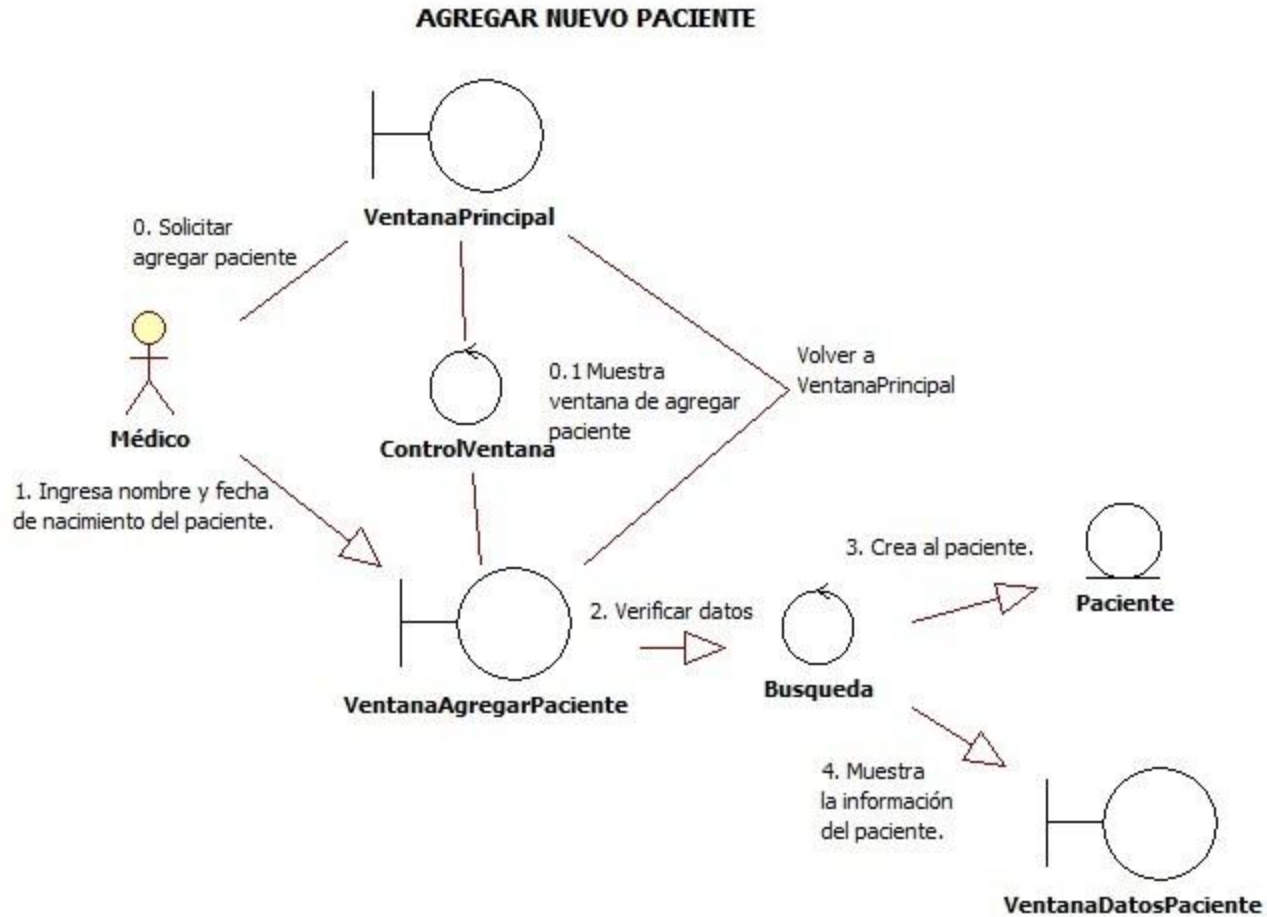 AGREGAR NUEVO PACIENTE
VentanaPrincipal
0. Solicitar
agregar paciente
Médico
0.1 Muestra
ventana de agregar
paciente
Volver a
VentanaPrincipal
ControlVentana
1. Ingresa nombre y fecha
de nacimiento del paciente.
3. Crea al paciente.
Paciente
2. Verificar datos
Busqueda
VentanaAgregarPaciente
4. Muestra
la información
del paciente.
VentanaDatosPaciente